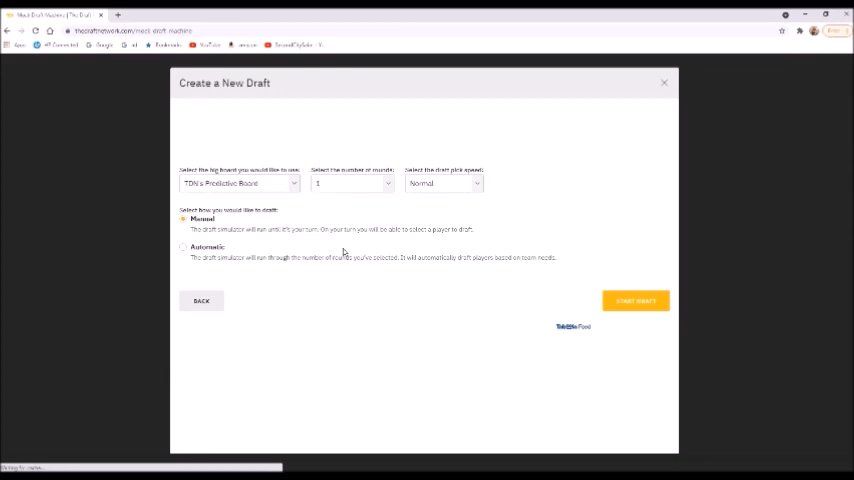 Mock Draft Machine | The Draft
thedraftnetwork.com/mock-draft-machine
Apps
HP Connected
Google
Bookmarks
YouTube
amazon
Create a New Draft
Select the big board you would like to use:
Select the number of rounds:
Select the draft pick speed:
TDN's Predictive Board
1
Normal
Select how you would like to draft:
Manual
The draft simulator will run until it's your turn. On your turn you will be able to select a player to draft.
Automatic
The draft simulator will run through the number of rounds you've selected. It will automatically draft players based on team needs.
BACK
START DRAFT
Food
Waiting for